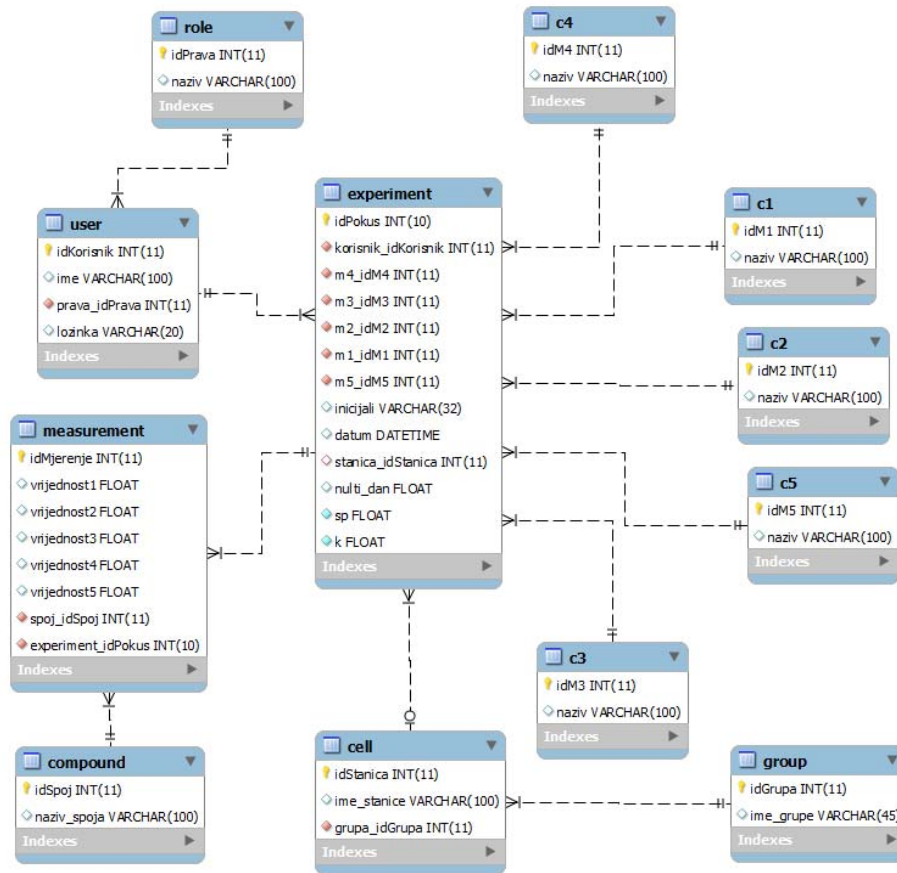 role
idPrava INT(11)
naziv VARCHAR(100)
Indexes
c4
idM4 INT(11)
naziv VARCHAR(100)
Indexes
user
idKorisnik INT(11)
ime VARCHAR(100)
prava_idPrava INT(11)
lozinka VARCHAR(20)
Indexes
experiment
idPokus INT(10)
korisnik_idKorisnik INT(11)
m4_idM4 INT(11)
m3_idM3 INT(11)
m2_idM2 INT(11)
m1_idM1 INT(11)
m5_idM5 INT(11)
inicijali VARCHAR(32)
datum DATETIME
stanica_idStanica INT(11)
nulti_dan FLOAT
sp FLOAT
k FLOAT
Indexes
c1
idM1 INT(11)
naziv VARCHAR(100)
Indexes
c2
idM2 INT(11)
naziv VARCHAR(100)
Indexes
measurement
idMjerenje INT(11)
vrijednost1 FLOAT
vrijednost2 FLOAT
vrijednost3 FLOAT
vrijednost4 FLOAT
vrijednost5 FLOAT
spoj_idSpoj INT(11)
experiment_idPokus INT(10)
Indexes
c5
idM5 INT(11)
naziv VARCHAR(100)
Indexes
c3
idM3 INT(11)
naziv VARCHAR(100)
Indexes
compound
idSpoj INT(11)
naziv_spoja VARCHAR(100)
Indexes
cell
idStanica INT(11)
ime_stanice VARCHAR(100)
grupa_idGrupa INT(11)
Indexes
group
idGrupa INT(11)
ime_grupe VARCHAR(45)
Indexes